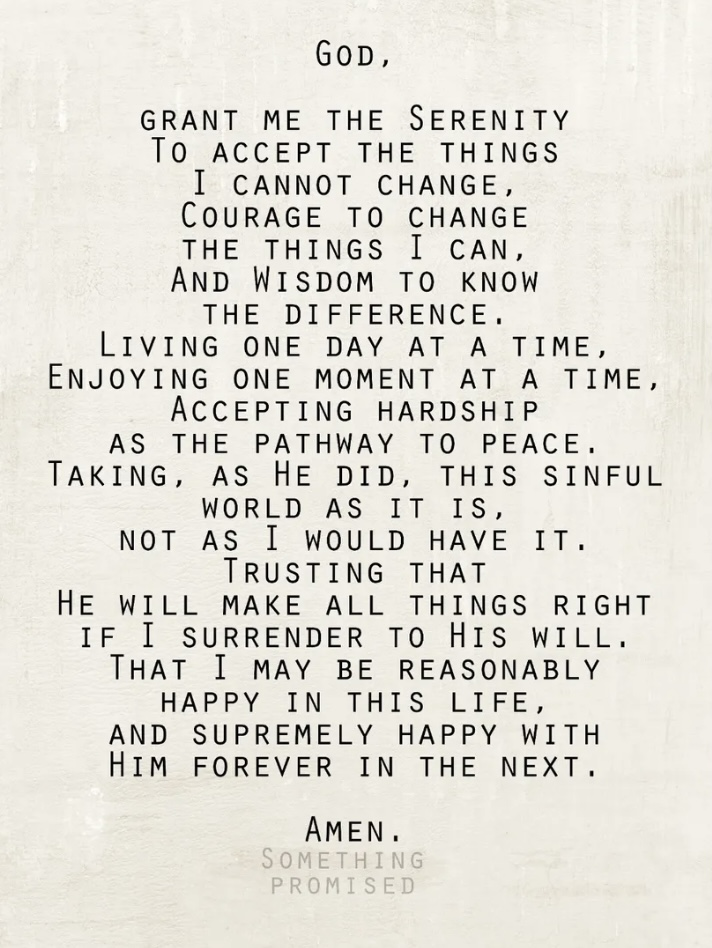 God,
grant me the Serenity
To accept the things
I cannot change,
Courage to change
the things I can,
And Wisdom to know
the difference.
Living one day at a time,
Enjoying one moment at a time,
Accepting hardship
as the pathway to peace.
Taking, as He did, this sinful
world as it is,
not as I would have it.
Trusting that
He will make all things right
if I surrender to His will.
That I may be reasonably
happy in this life,
and supremely happy with
Him forever in the next.
Amen.
Something
promised